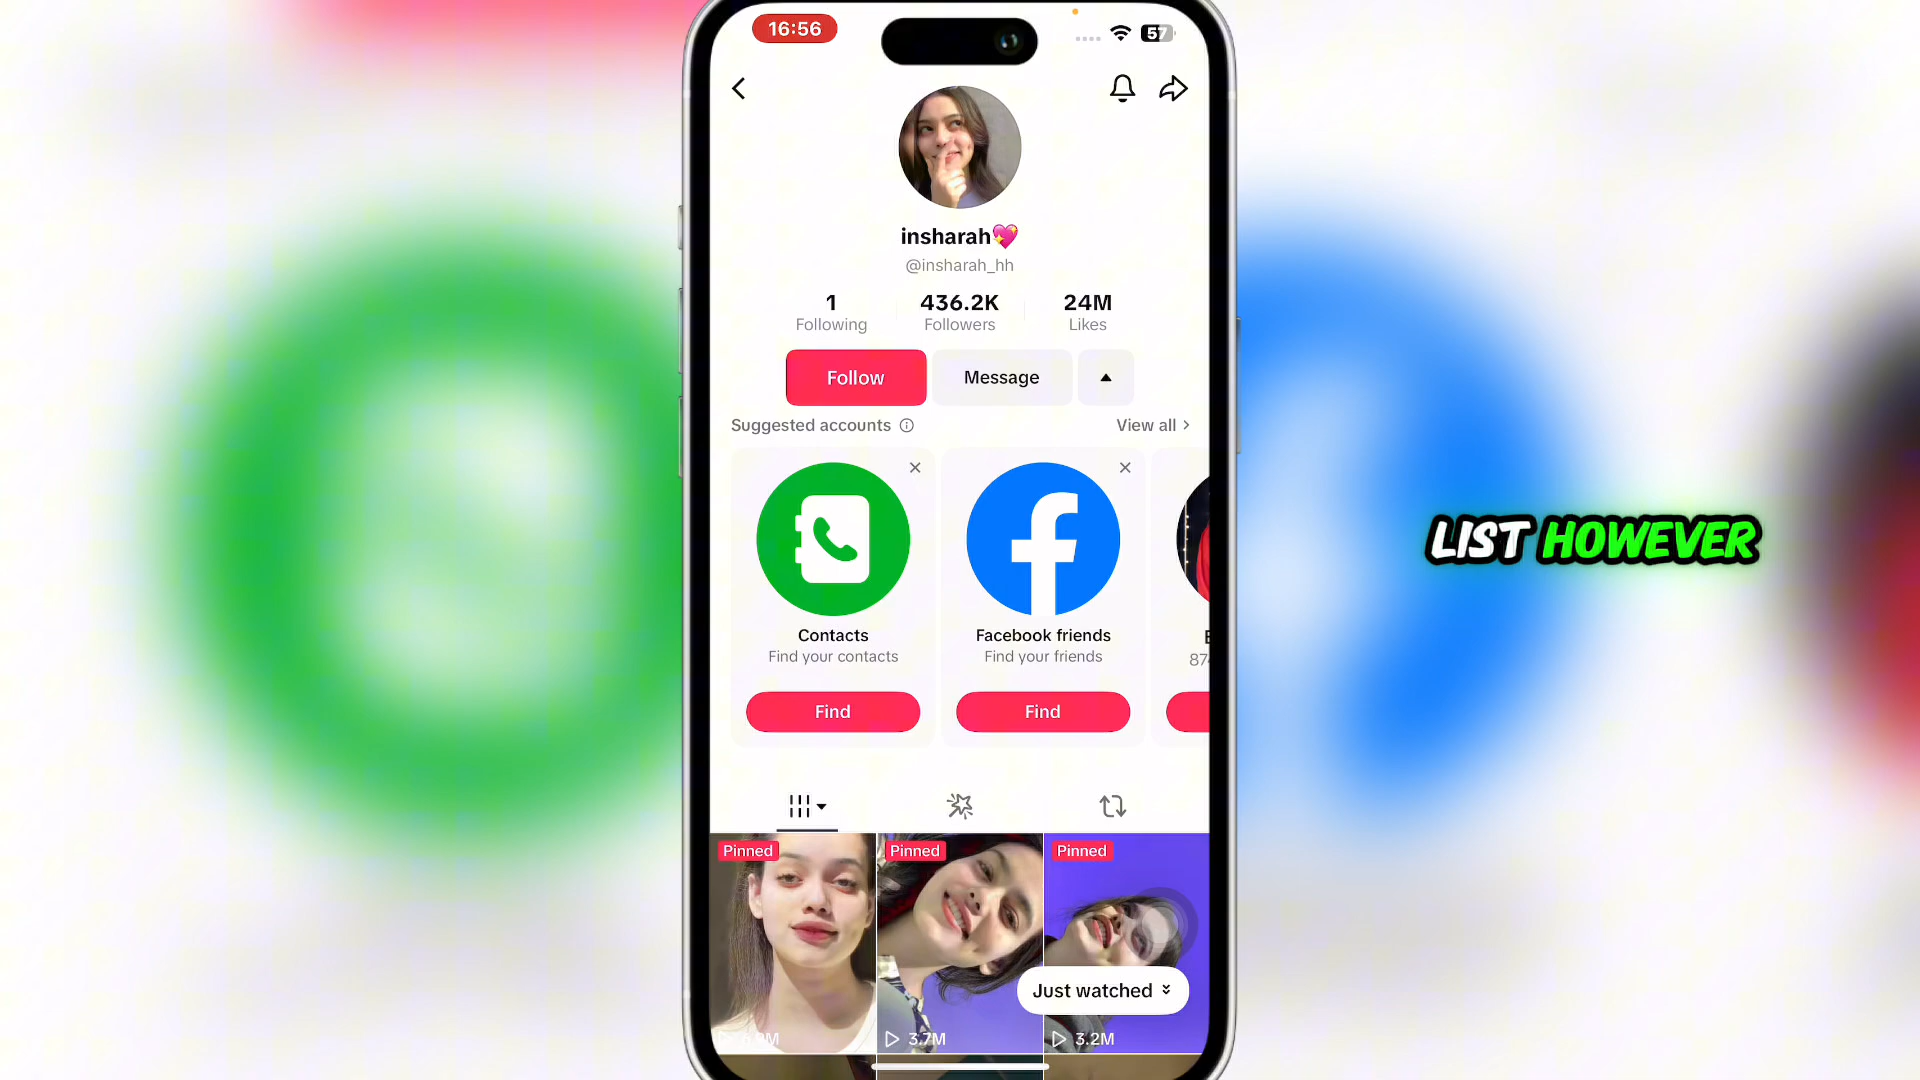 16:56
57
insharah💖
@insharah_hh
1 436.2K 24M
Following Followers Likes
Follow Message
Suggested accounts View all
Contacts Facebook friends
Find your contacts Find your friends
Find Find
LIST HOWEVER
Pinned Pinned Pinned
Just watched
3.7M 3.2M